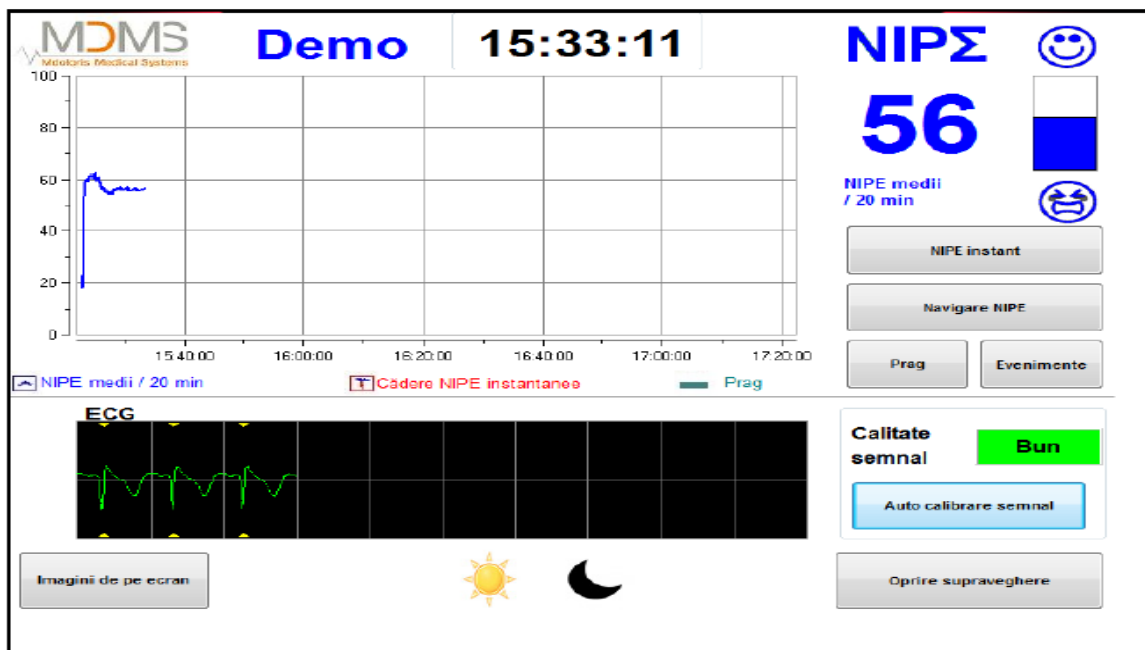 MDMS
Mdoloris Medical Systems
Demo
15:33:11
NIPΣ
56
NIPE medii
/ 20 min
100
80
60
40
20
0
15:40:00 16:00:00 16:20:00 16:40:00 17:00:00 17:20:00
NIPE medii / 20 min
Cădere NIPE instantanee
Prag
NIPE instant
Navigare NIPE
Prag
Evenimente
ECG
Calitate
semnal
Bun
Auto calibrare semnal
Imagini de pe ecran
Oprire supraveghere